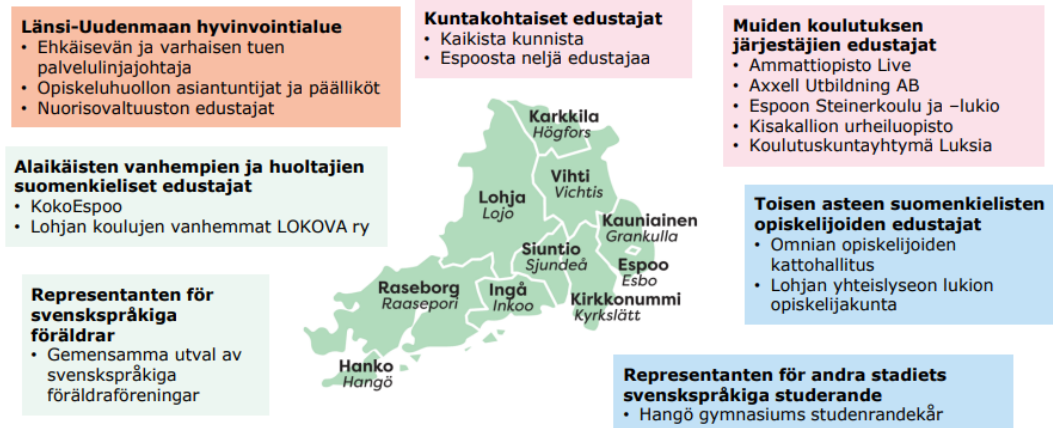 Länsi-Uudenmaan hyvinvointialue
• Ehkäisevän ja varhaisen tuen
palvelulinjajohtaja
• Opiskeluhuollon asiantuntijat ja päälliköt
• Nuorisovaltuuston edustajat
Kuntakohtaiset edustajat
• Kaikista kunnista
• Espoosta neljä edustajaa
Muiden koulutuksen
järjestäjien edustajat
• Ammattiopisto Live
• Axxell Utbildning AB
• Espoon Steinerkoulu ja –lukio
• Kisakallion urheiluopisto
• Koulutuskuntayhtymä Luksia
Alaikäisten vanhempien ja huoltajien
suomenkieliset edustajat
• KokoEspoo
• Lohjan koulujen vanhemmat LOKOVA ry
Karkkila
Högfors
Vihti
Vichtis
Lohja
Lojo
Kauniainen
Grankulla
Siuntio
Sjundeå
Espoo
Esbo
Raseborg
Raasepori
Ingå
Inkoo
Kirkkonummi
Kyrkslätt
Hanko
Hangö
Toisen asteen suomenkielisten
opiskelijoiden edustajat
• Omnian opiskelijoiden
kattohallitus
• Lohjan yhteislyseon lukion
opiskelijakunta
Representanten för
svenskspråkiga
föräldrar
• Gemensamma utval av
svenskspråkiga
föräldraföreningar
Representanten för andra stadiets
svenskspråkiga studerande
• Hangö gymnasiums studenrandekår